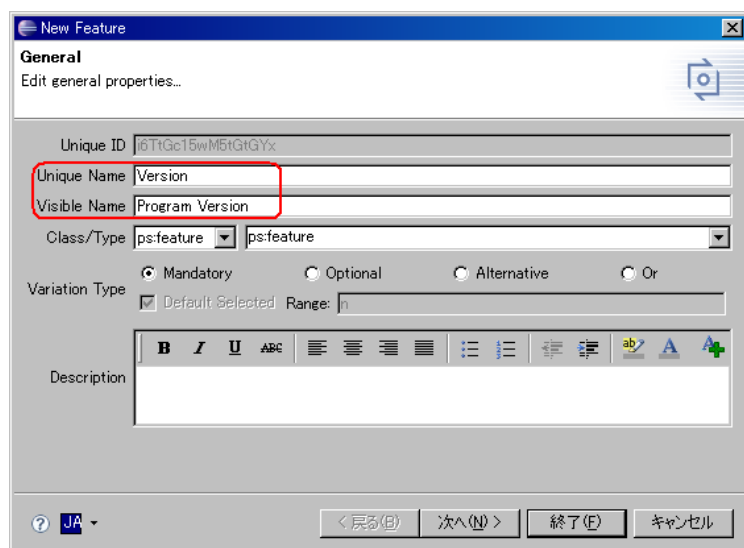 New Feature
General
Edit general properties...
Unique ID i6TtGc15wM5tGtGYx
Unique Name Version
Visible Name Program Version
Class/Type ps:feature ps:feature
Variation Type
Mandatory Optional Alternative Or
Default Selected Range: n
B I U ABC
Description
JA
< 戻る(B) 次へ(N) > 終了(F) キャンセル